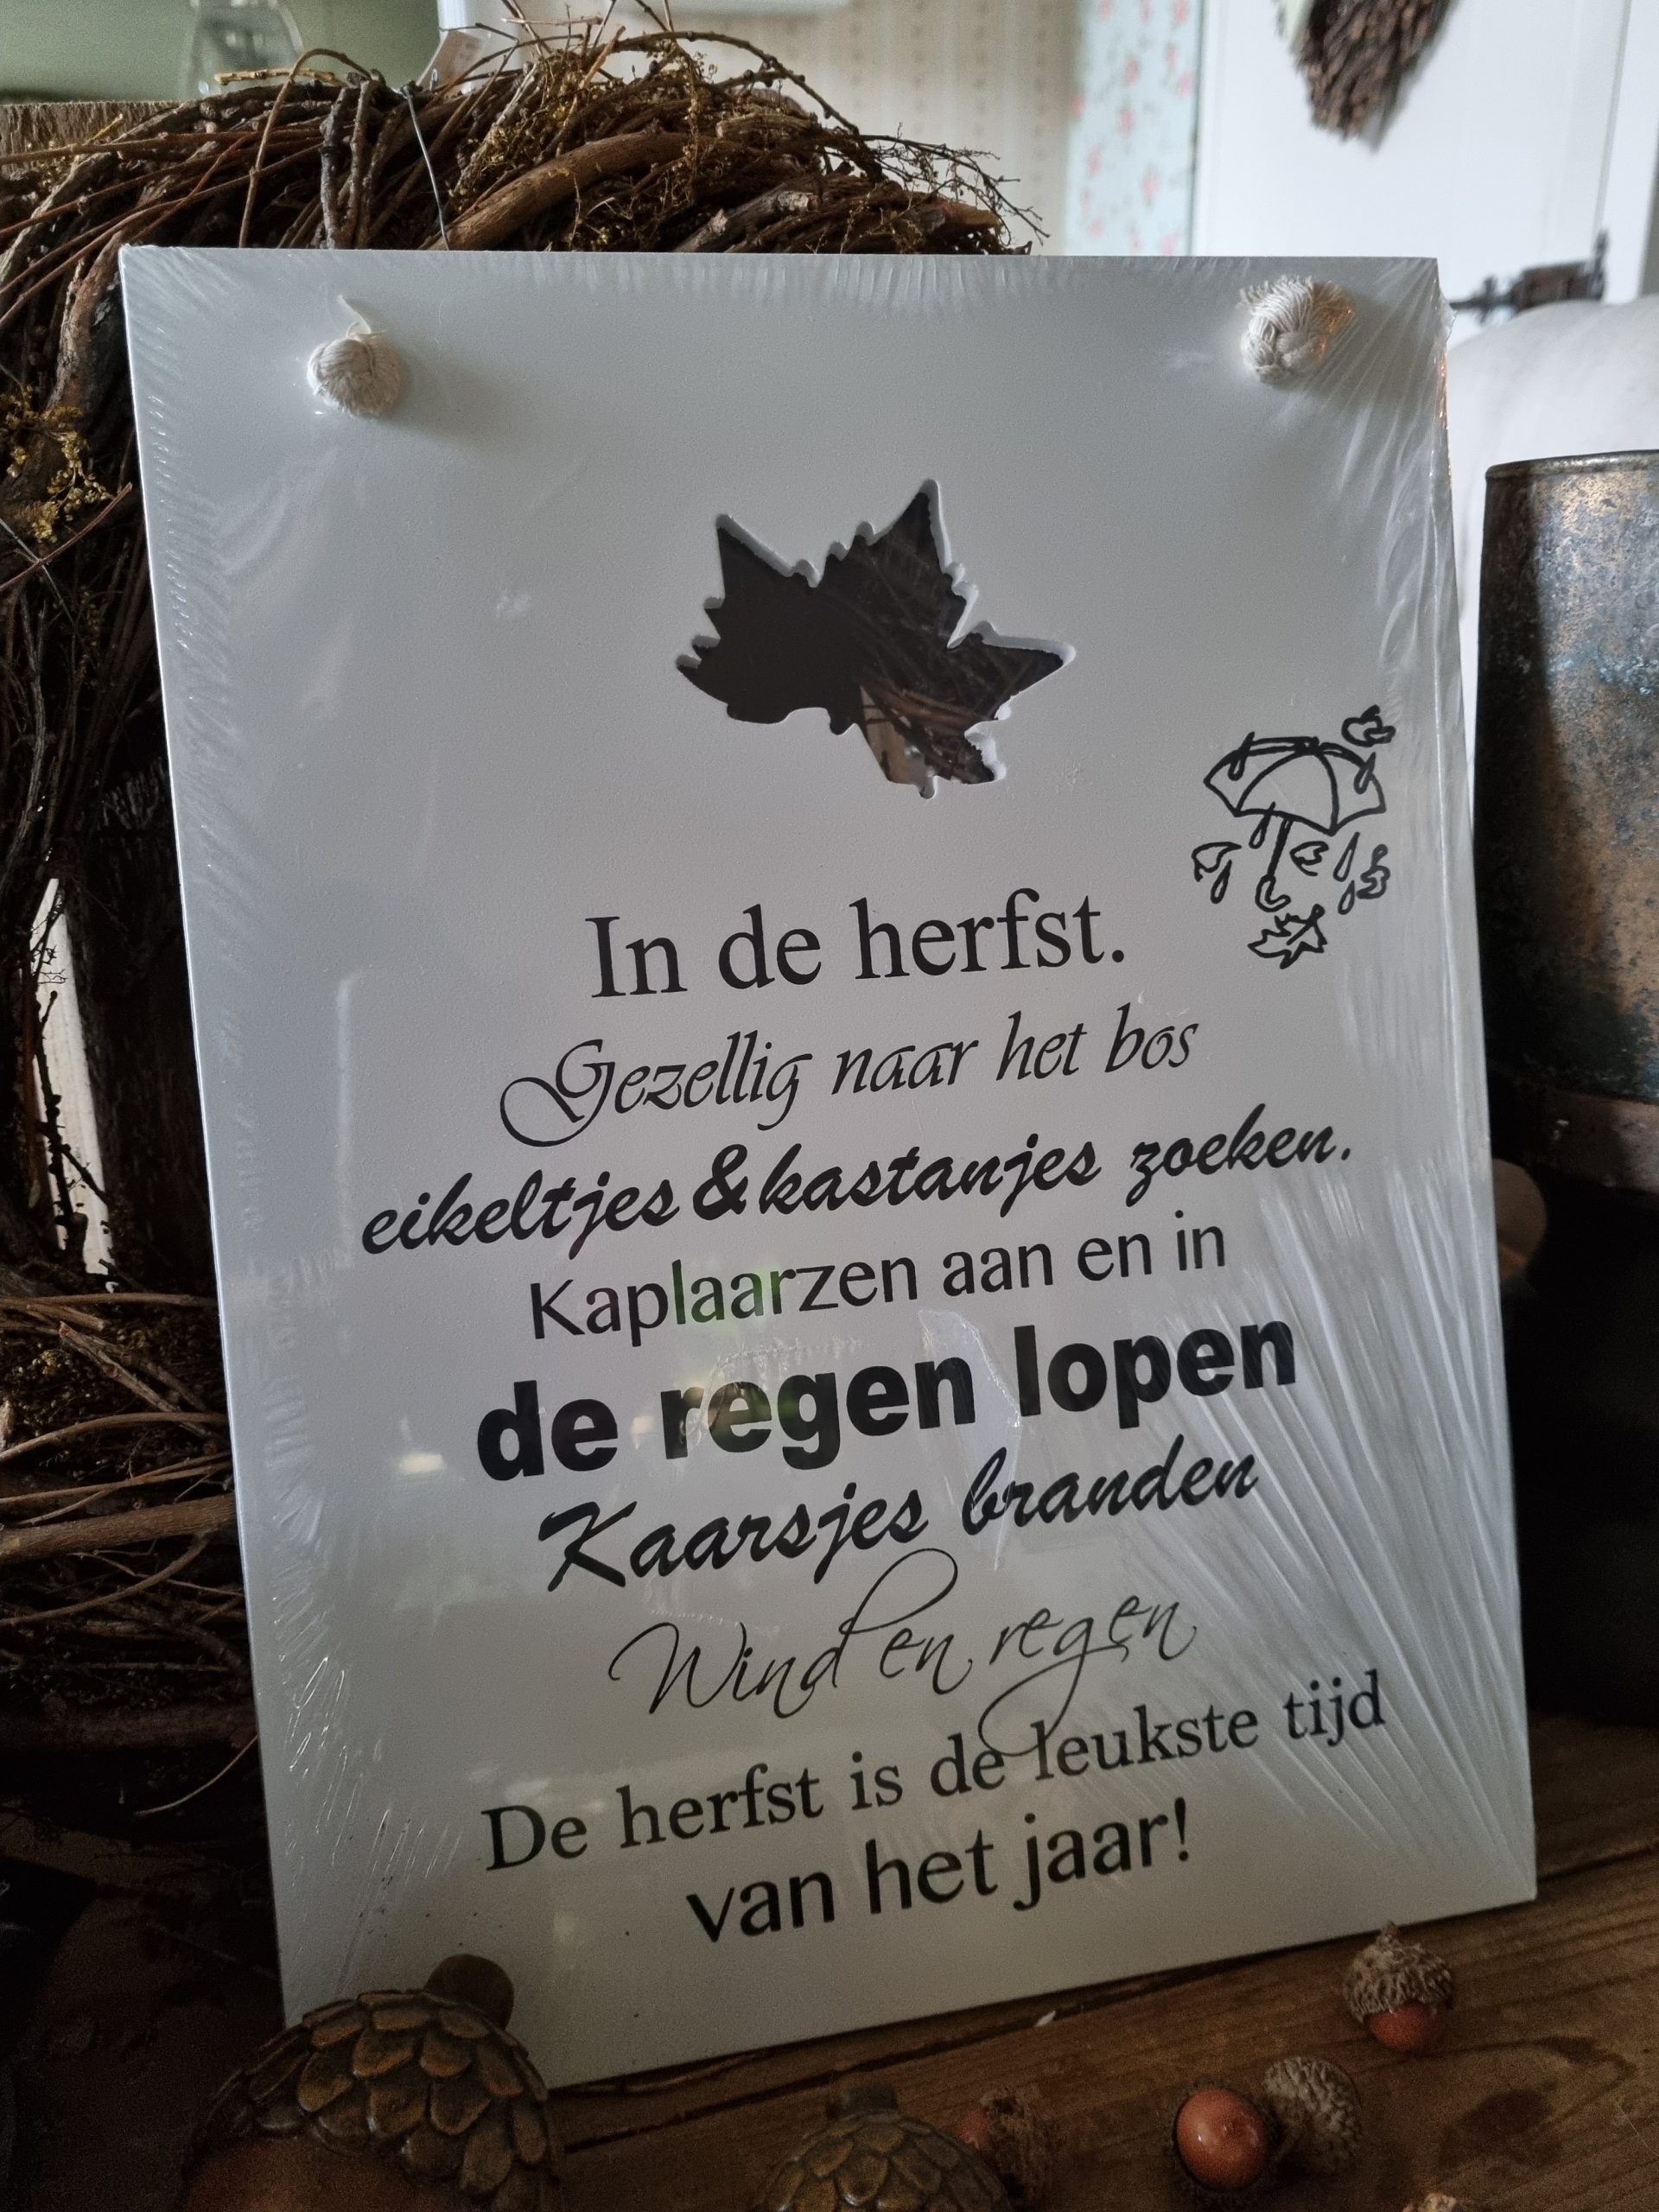 In de herfst.
Gezellig naar het bos
eikeltjes & kastanjes zoeken.
Kaplaarzen aan en in
de regen lopen
Kaarsjes branden
Wind en regen
De herfst is de leukste tijd
van het jaar!